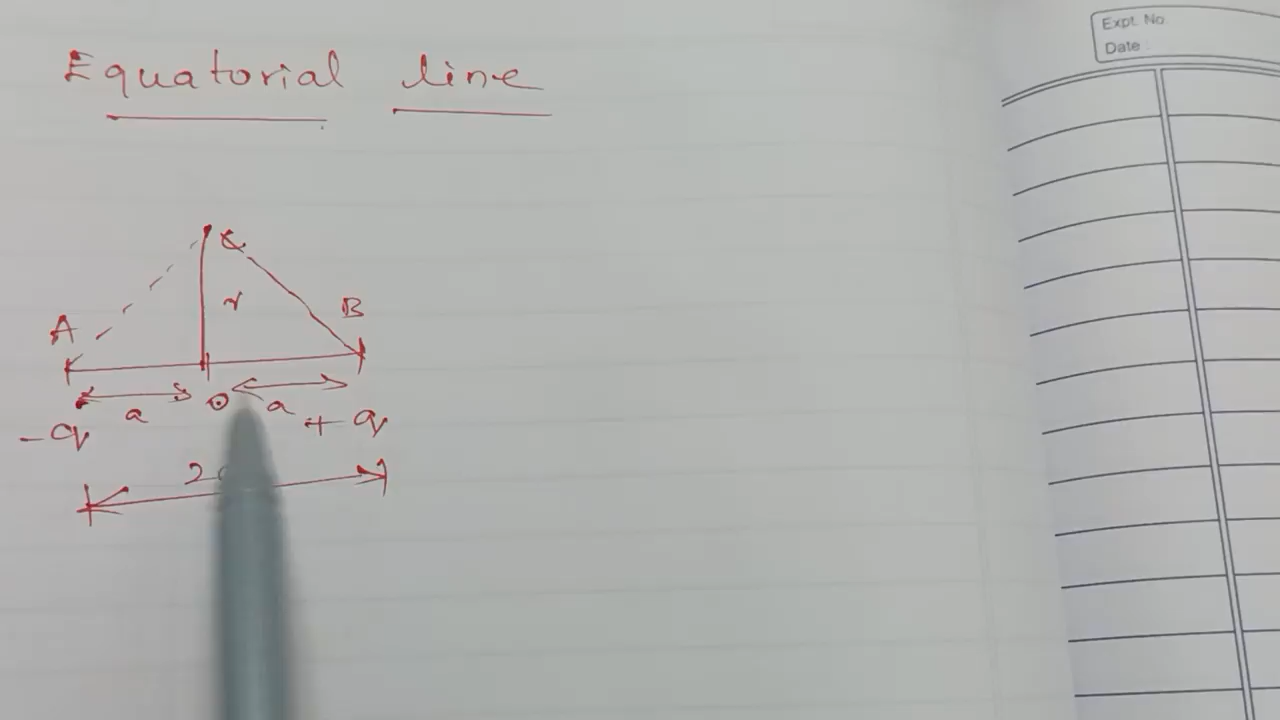 Equatorial line
Expt. No
Date
A
r
B
a
O
a
- q
+ q